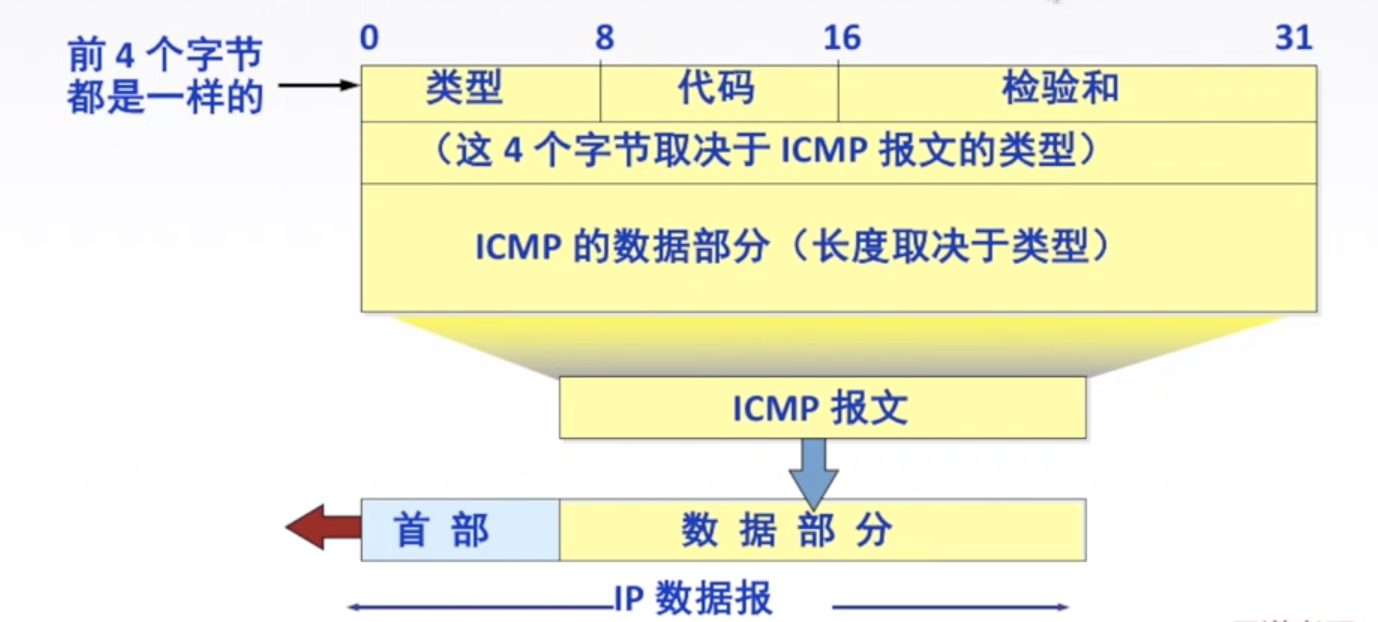 0 8 16 31
前 4 个字节
都是一样的
类型 代码 检验和
（这 4 个字节取决于 ICMP 报文的类型）
ICMP 的数据部分（长度取决于类型）
ICMP 报文
首 部 数 据 部 分
IP 数据报